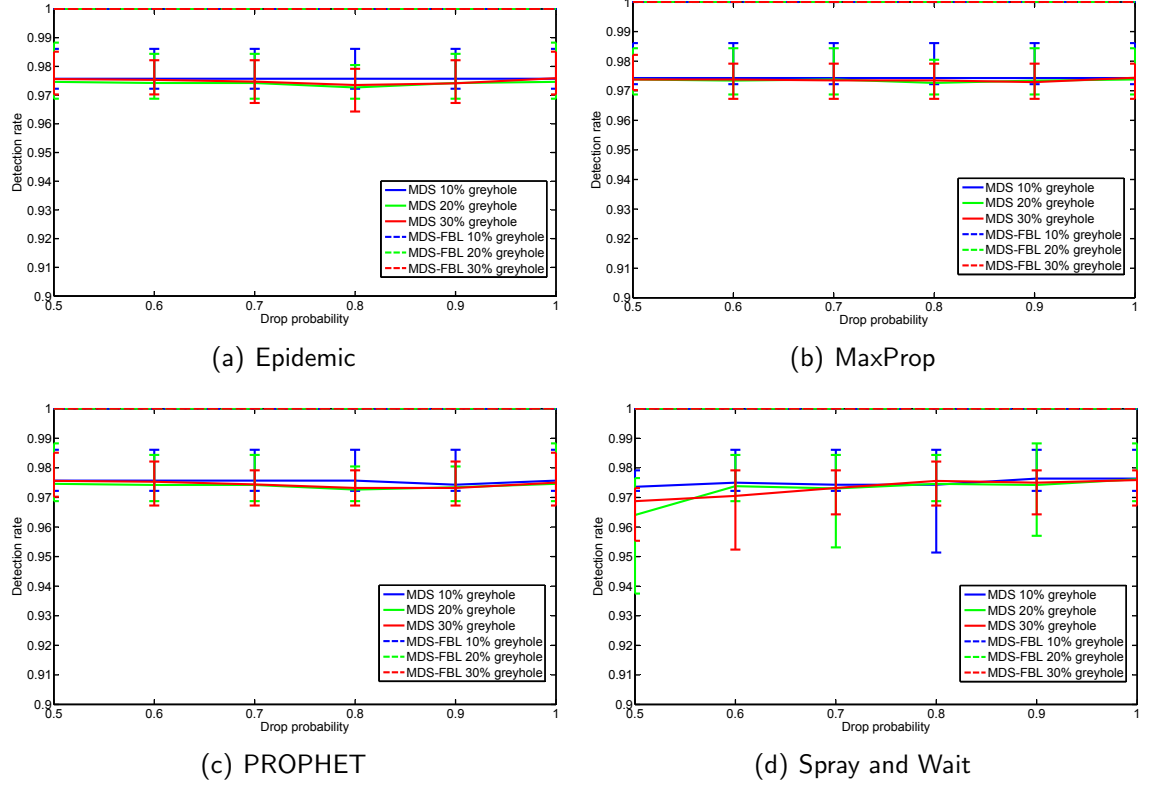 1
0.99
0.98
0.97
0.96
0.95
0.94
0.93
0.92
0.91
0.9
Detection rate
MDS 10% greyhole
MDS 20% greyhole
MDS 30% greyhole
MDS-FBL 10% greyhole
MDS-FBL 20% greyhole
MDS-FBL 30% greyhole
0.5 0.6 0.7 0.8 0.9 1
Drop probability
(a) Epidemic
1
0.99
0.98
0.97
0.96
0.95
0.94
0.93
0.92
0.91
0.9
Detection rate
MDS 10% greyhole
MDS 20% greyhole
MDS 30% greyhole
MDS-FBL 10% greyhole
MDS-FBL 20% greyhole
MDS-FBL 30% greyhole
0.5 0.6 0.7 0.8 0.9 1
Drop probability
(b) MaxProp
1
0.99
0.98
0.97
0.96
0.95
0.94
0.93
0.92
0.91
0.9
Detection rate
MDS 10% greyhole
MDS 20% greyhole
MDS 30% greyhole
MDS-FBL 10% greyhole
MDS-FBL 20% greyhole
MDS-FBL 30% greyhole
0.5 0.6 0.7 0.8 0.9 1
Drop probability
(c) PROPHET
1
0.99
0.98
0.97
0.96
0.95
0.94
0.93
0.92
0.91
0.9
Detection rate
MDS 10% greyhole
MDS 20% greyhole
MDS 30% greyhole
MDS-FBL 10% greyhole
MDS-FBL 20% greyhole
MDS-FBL 30% greyhole
0.5 0.6 0.7 0.8 0.9 1
Drop probability
(d) Spray and Wait